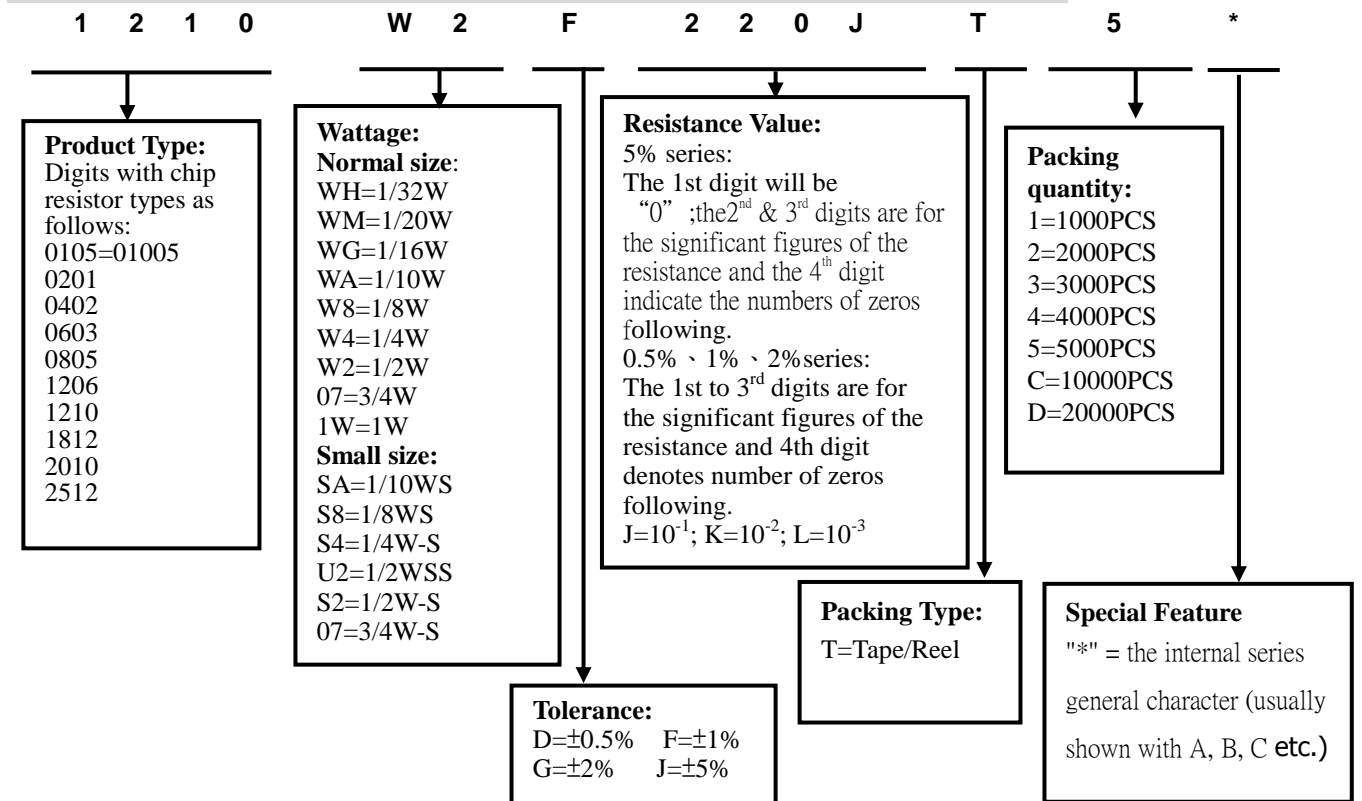 1 2 1 0 W 2 F 2 2 0 J T 5 *
Product Type:
Digits with chip
resistor types as
follows:
0105=01005
0201
0402
0603
0805
1206
1210
1812
2010
2512
Wattage:
Normal size:
WH=1/32W
WM=1/20W
WG=1/16W
WA=1/10W
W8=1/8W
W4=1/4W
W2=1/2W
07=3/4W
1W=1W
Small size:
SA=1/10WS
S8=1/8WS
S4=1/4W-S
U2=1/2WSS
S2=1/2W-S
07=3/4W-S
Tolerance:
D=±0.5% F=±1%
G=±2% J=±5%
Resistance Value:
5% series:
The 1st digit will be
“0” ;the2nd & 3rd digits are for
the significant figures of the
resistance and the 4th digit
indicate the numbers of zeros
following.
0.5%、1%、2%series:
The 1st to 3rd digits are for
the significant figures of the
resistance and 4th digit
denotes number of zeros
following.
J=10-1; K=10-2; L=10-3
Packing Type:
T=Tape/Reel
Packing
quantity:
1=1000PCS
2=2000PCS
3=3000PCS
4=4000PCS
5=5000PCS
C=10000PCS
D=20000PCS
Special Feature
"*" = the internal series
general character (usually
shown with A, B, C etc.)